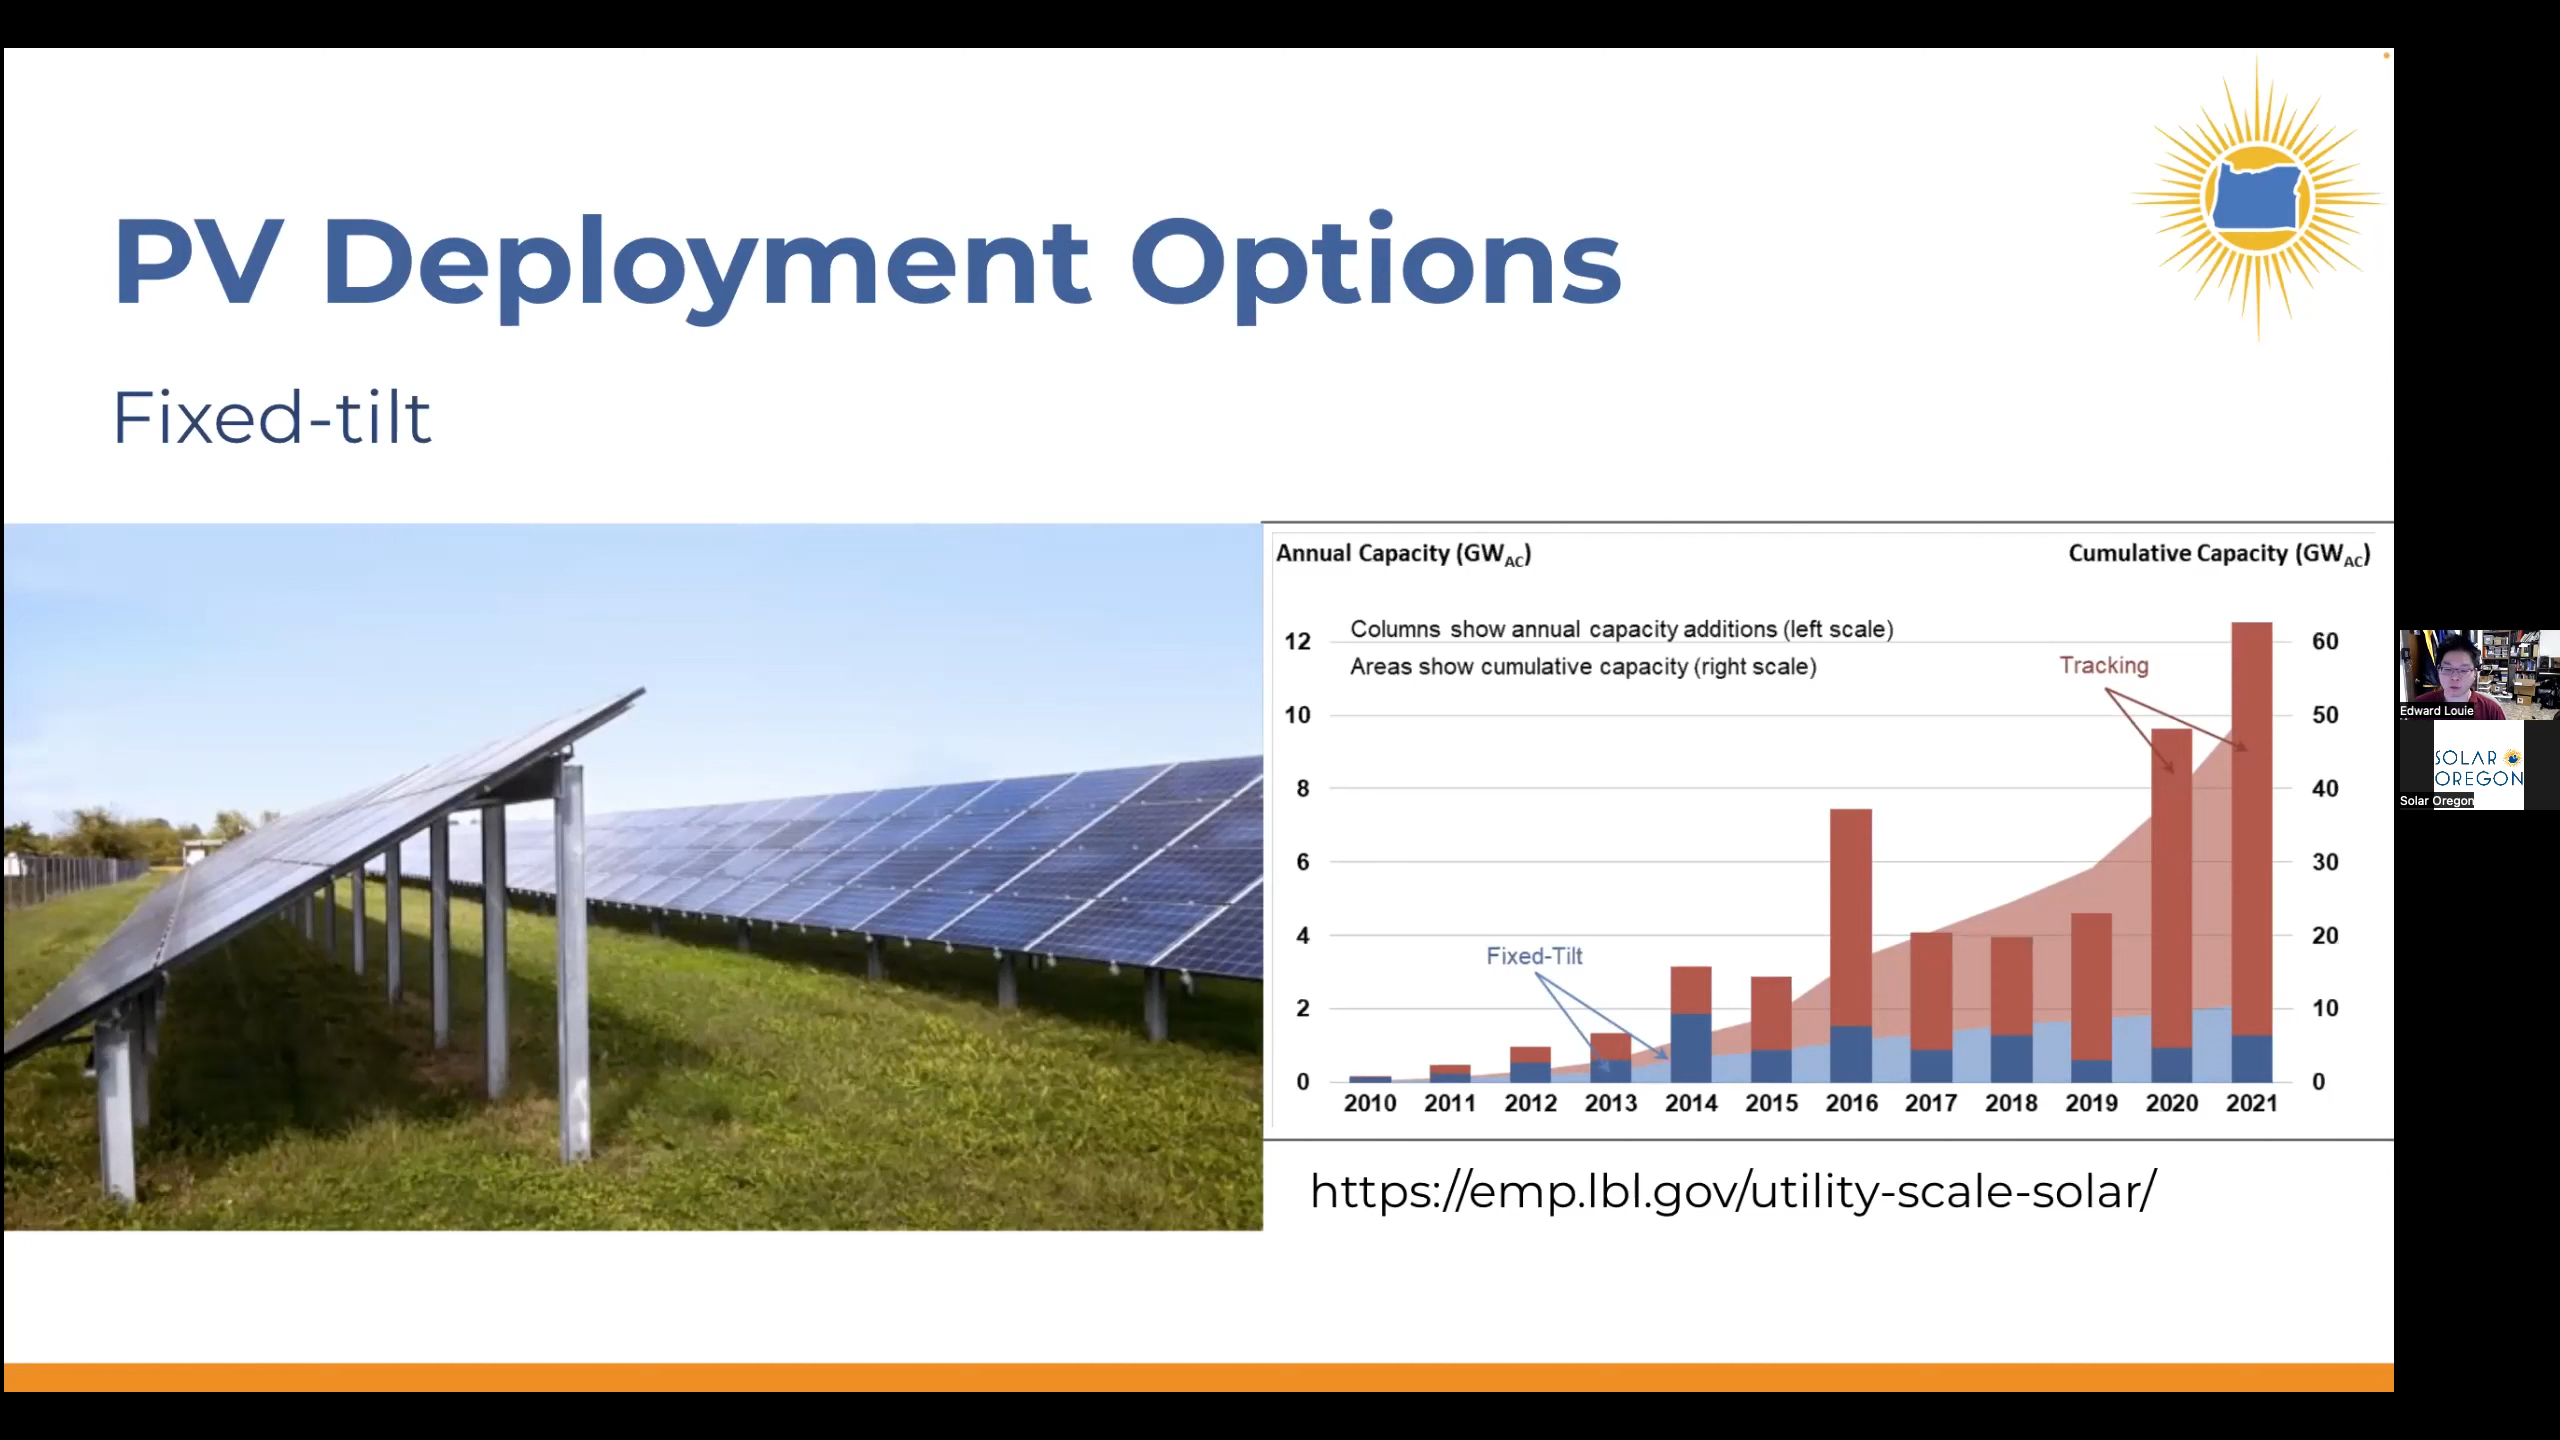 PV Deployment Options
Fixed-tilt
Annual Capacity (GWAC)
Cumulative Capacity (GWAC)
Columns show annual capacity additions (left scale)
Areas show cumulative capacity (right scale)
Tracking
Fixed-Tilt
12
10
8
6
4
2
0
60
50
40
30
20
10
0
2010 2011 2012 2013 2014 2015 2016 2017 2018 2019 2020 2021
https://emp.lbl.gov/utility-scale-solar/
Edward Louie
SOLAR
OREGON
Solar Oregon